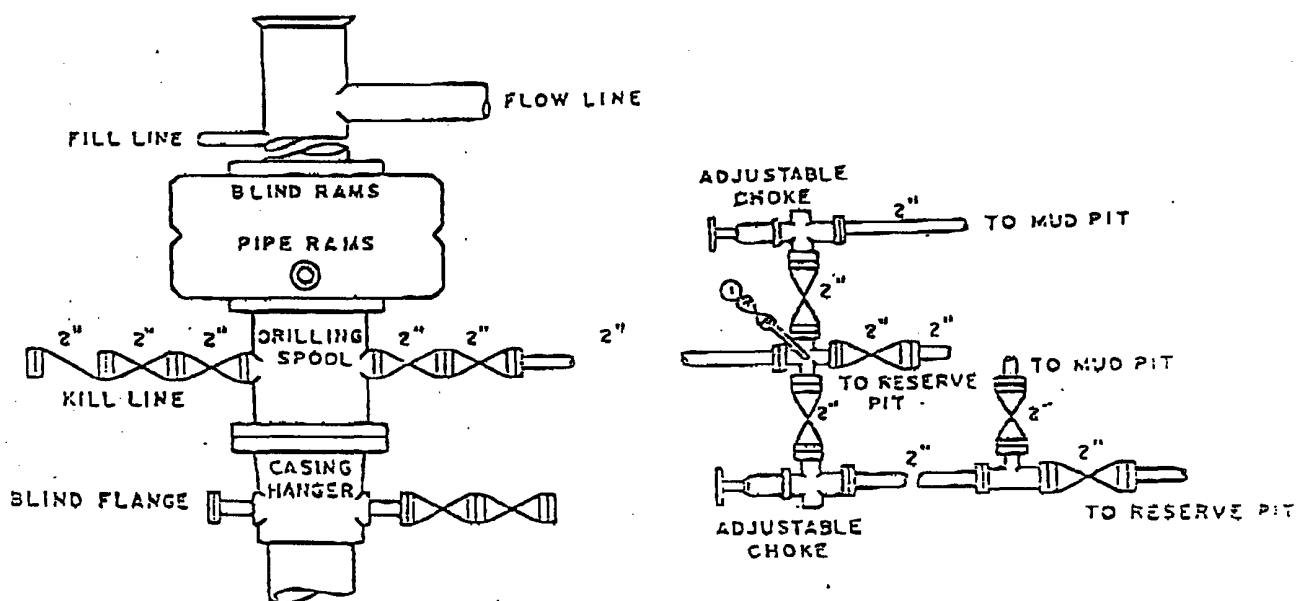 FLOW LINE
FILL LINE
BLIND RAMS
PIPE RAMS
2" 2" 2" DRILLING 2" 2" 2"
SPOOL
KILL LINE
CASING
HANGER
BLIND FLANGE
ADJUSTABLE
CHOKE
2"
TO MUD PIT
2"
2" 2"
TO RESERVE
PIT
TO MUD PIT
2"
2"
2"
2"
TO RESERVE PIT
ADJUSTABLE
CHOKE